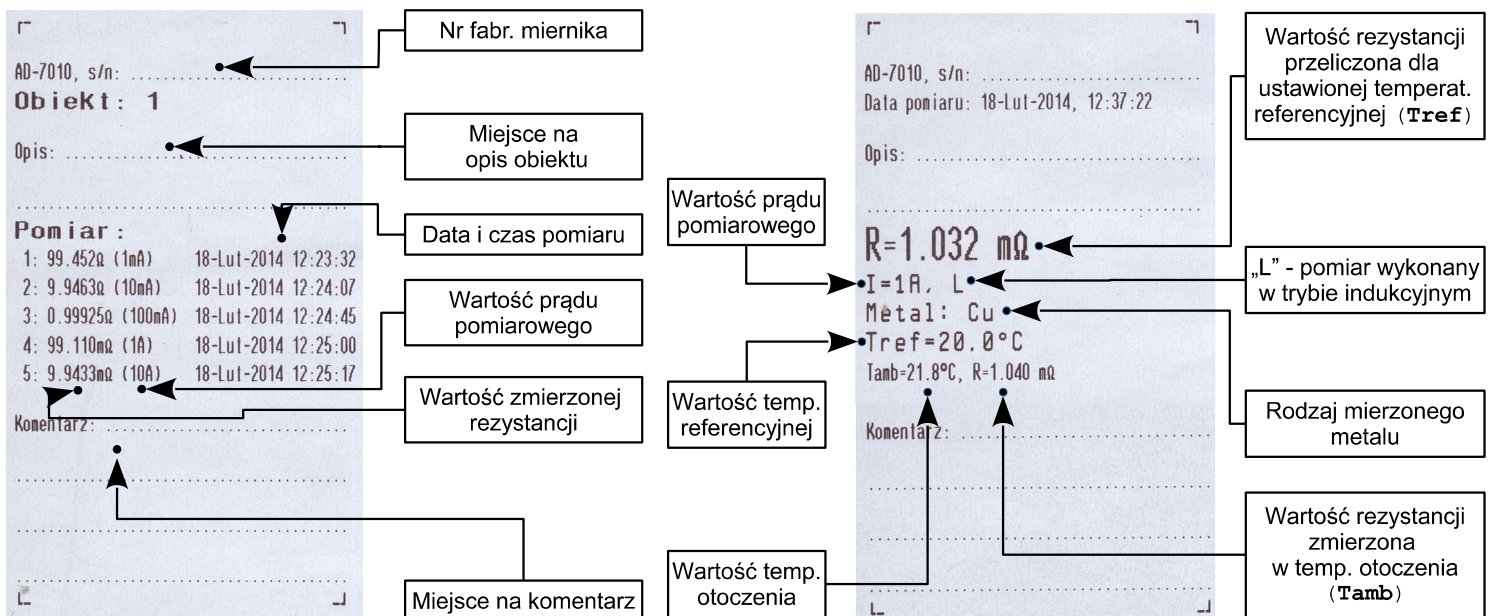 Nr fabr. miernika
AD-7010, s/n:
Obiekt: 1
Miejsce na
opis obiektu
Opis:
Data i czas pomiaru
Pomiar:
1: 99.452Ω (1mA) 18-Lut-2014 12:23:32
2: 9.9463Ω (10mA) 18-Lut-2014 12:24:07
3: 0.99925Ω (100mA) 18-Lut-2014 12:24:45
4: 99.110mΩ (1A) 18-Lut-2014 12:25:00
5: 9.9433mΩ (10A) 18-Lut-2014 12:25:17
Wartość prądu
pomiarowego
Wartość zmierzonej
rezystancji
Komentarz:
Miejsce na komentarz
AD-7010, s/n:
Data pomiaru: 18-Lut-2014, 12:37:22
Opis:
Wartość rezystancji
przeliczona dla
ustawionej temperat.
referencyjnej (Tref)
Wartość prądu
pomiarowego
R=1.032 mΩ
I=1A, L
Metal: Cu
Tref=20.0°C
Tamb=21.8°C, R=1.040 mΩ
„L” - pomiar wykonany
w trybie indukcyjnym
Wartość temp.
referencyjnej
Rodzaj mierzonego
metalu
Komentarz:
Wartość temp.
otoczenia
Wartość rezystancji
zmierzona
w temp. otoczenia
(Tamb)